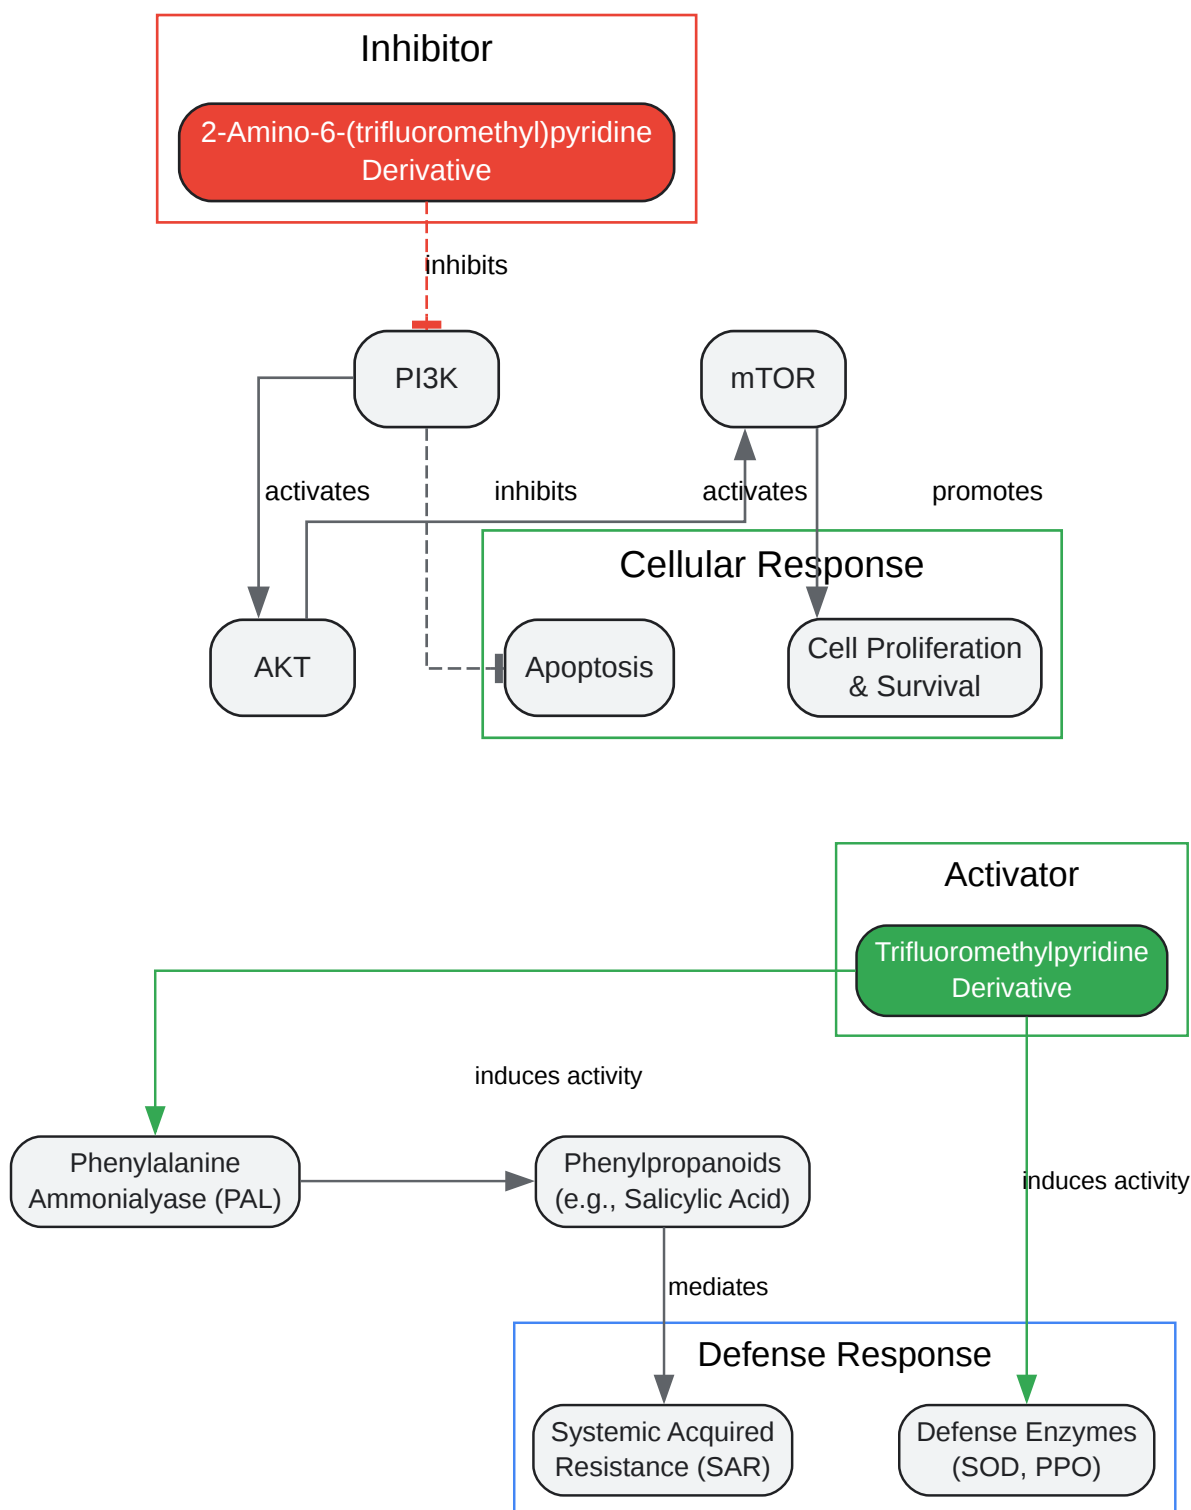 Inhibitor
2-Amino-6-(trifluoromethyl)pyridine
Derivative
inhibits
PI3K
mTOR
activates
inhibits
activates
promotes
Cellular Response
AKT
Apoptosis
Cell Proliferation
& Survival
Activator
Trifluoromethylpyridine
Derivative
induces activity
Phenylalanine
Ammonialyase (PAL)
Phenylpropanoids
(e.g., Salicylic Acid)
induces activity
mediates
Defense Response
Systemic Acquired
Resistance (SAR)
Defense Enzymes
(SOD, PPO)